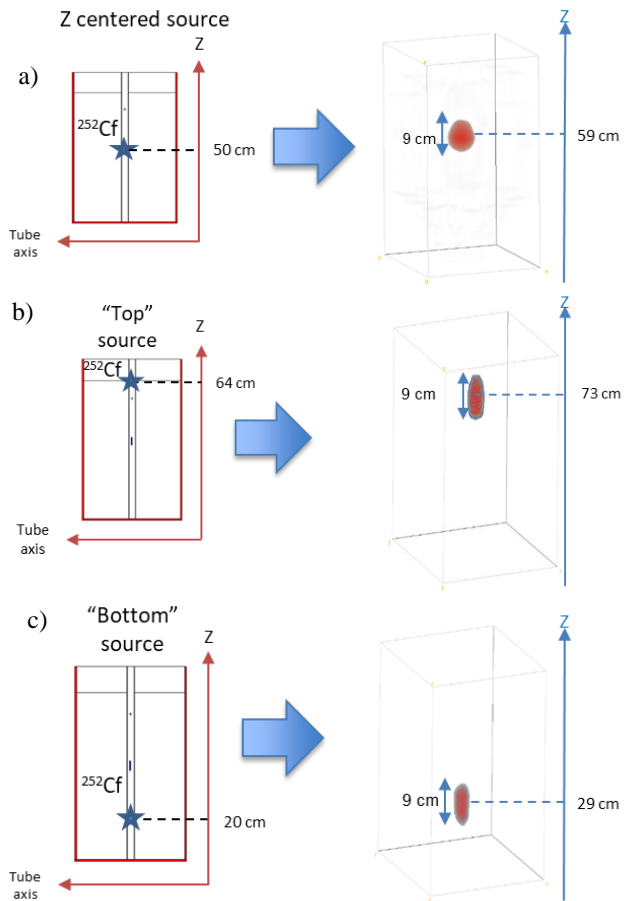 Z centered source
a)
Z
Z
²⁵²Cf
9 cm
59 cm
50 cm
Tube
axis
b)
“Top”
source
Z
Z
²⁵²Cf
64 cm
9 cm
73 cm
Tube
axis
c)
“Bottom”
source
Z
Z
²⁵²Cf
9 cm
29 cm
20 cm
Tube
axis